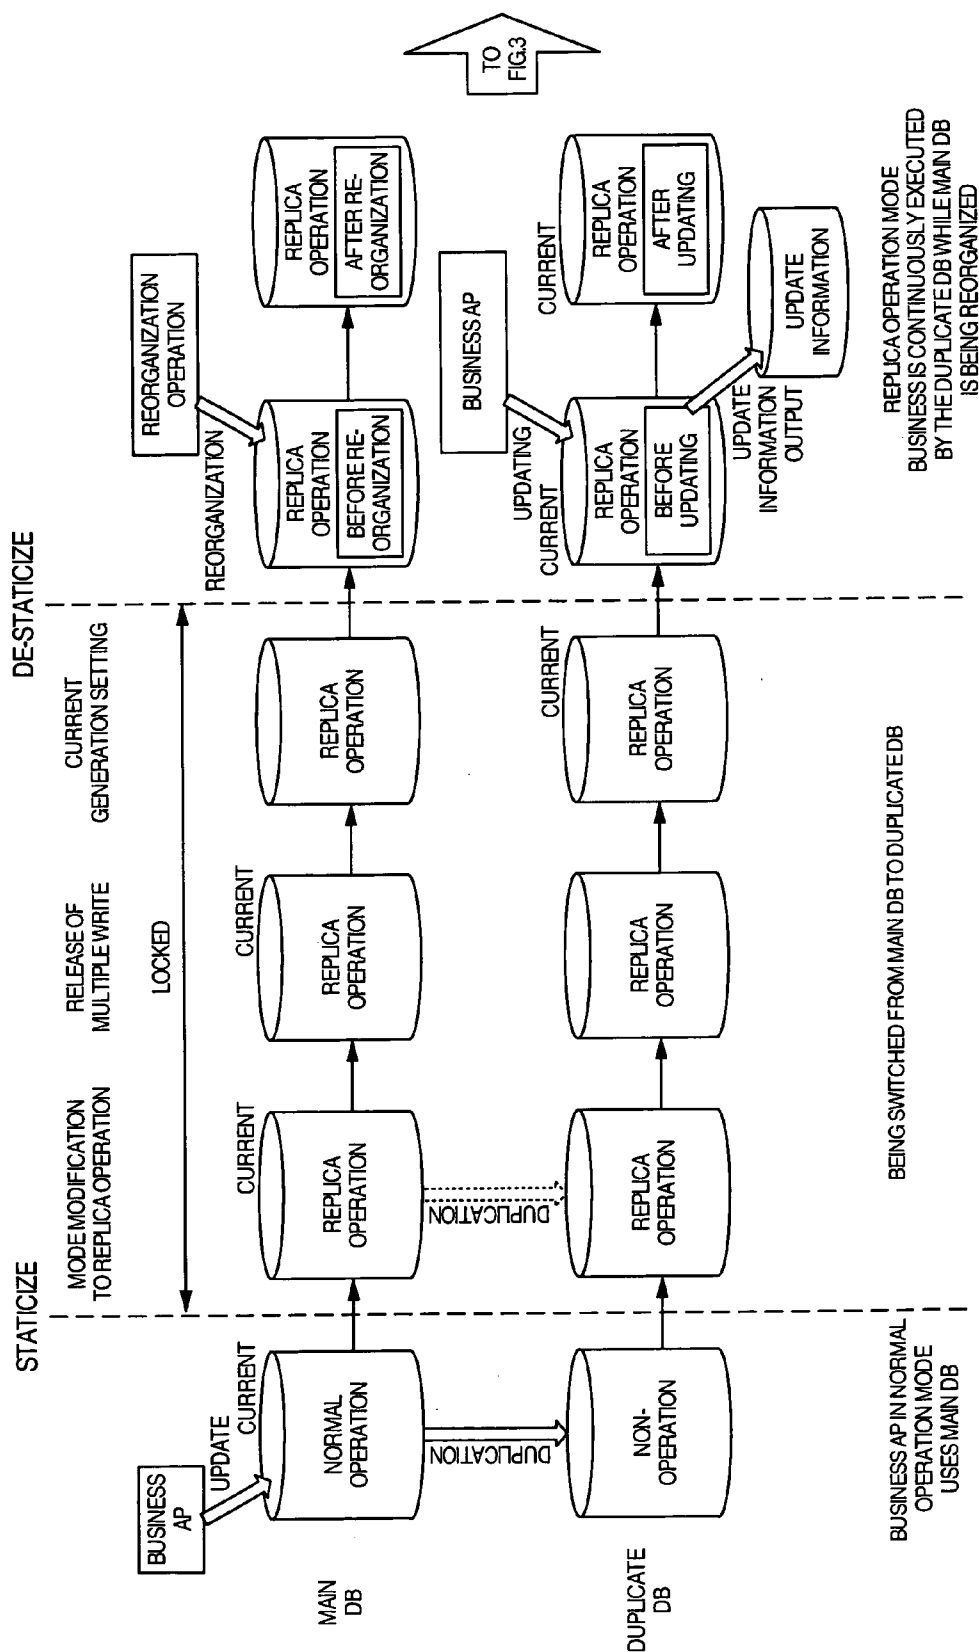 STATICIZE
DE-STATICIZE
MODE MODIFICATION
TO REPLICA OPERATION
RELEASE OF
MULTIPLE WRITE
CURRENT
GENERATION SETTING
LOCKED
BUSINESS
AP
UPDATE
REORGANIZATION
OPERATION
REORGANIZATION
MAIN
DB
CURRENT
NORMAL
OPERATION
CURRENT
REPLICA
OPERATION
CURRENT
REPLICA
OPERATION
REPLICA
OPERATION
REPLICA
OPERATION
BEFORE RE-
ORGANIZATION
REPLICA
OPERATION
AFTER RE-
ORGANIZATION
TO
FIG.3
DUPLICATION
DUPLICATION
BUSINESS AP
UPDATING
DUPLICATE
DB
NON-
OPERATION
REPLICA
OPERATION
REPLICA
OPERATION
CURRENT
REPLICA
OPERATION
CURRENT
REPLICA
OPERATION
BEFORE
UPDATING
CURRENT
REPLICA
OPERATION
AFTER
UPDATING
UPDATE
INFORMATION
OUTPUT
UPDATE
INFORMATION
BUSINESS AP IN NORMAL
OPERATION MODE
USES MAIN DB
BEING SWITCHED FROM MAIN DB TO DUPLICATE DB
REPLICA OPERATION MODE
BUSINESS IS CONTINUOUSLY EXECUTED
BY THE DUPLICATE DB WHILE MAIN DB
IS BEING REORGANIZED